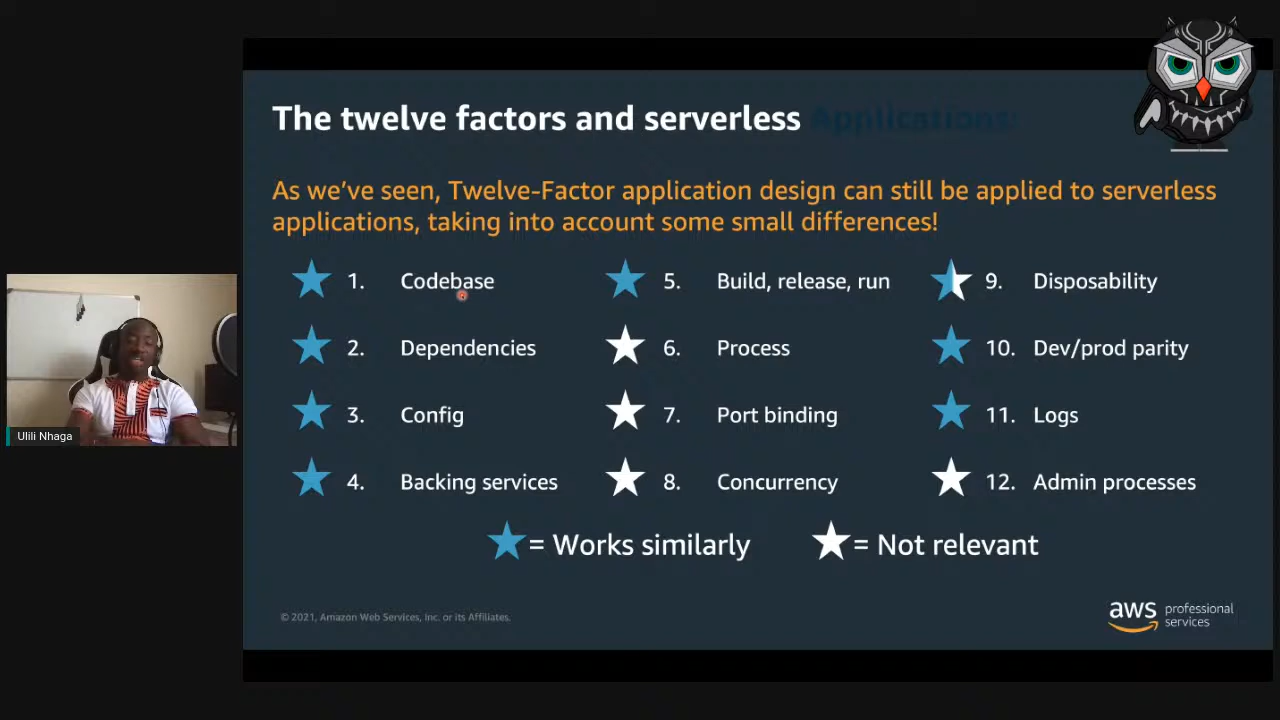 The twelve factors and serverless Applications:
As we've seen, Twelve-Factor application design can still be applied to serverless
applications, taking into account some small differences!
1. Codebase
2. Dependencies
3. Config
4. Backing services
5. Build, release, run
6. Process
7. Port binding
8. Concurrency
9. Disposability
10. Dev/prod parity
11. Logs
12. Admin processes
= Works similarly
= Not relevant
Ulili Nhaga
© 2021, Amazon Web Services, Inc. or its Affiliates.
aws professional
services